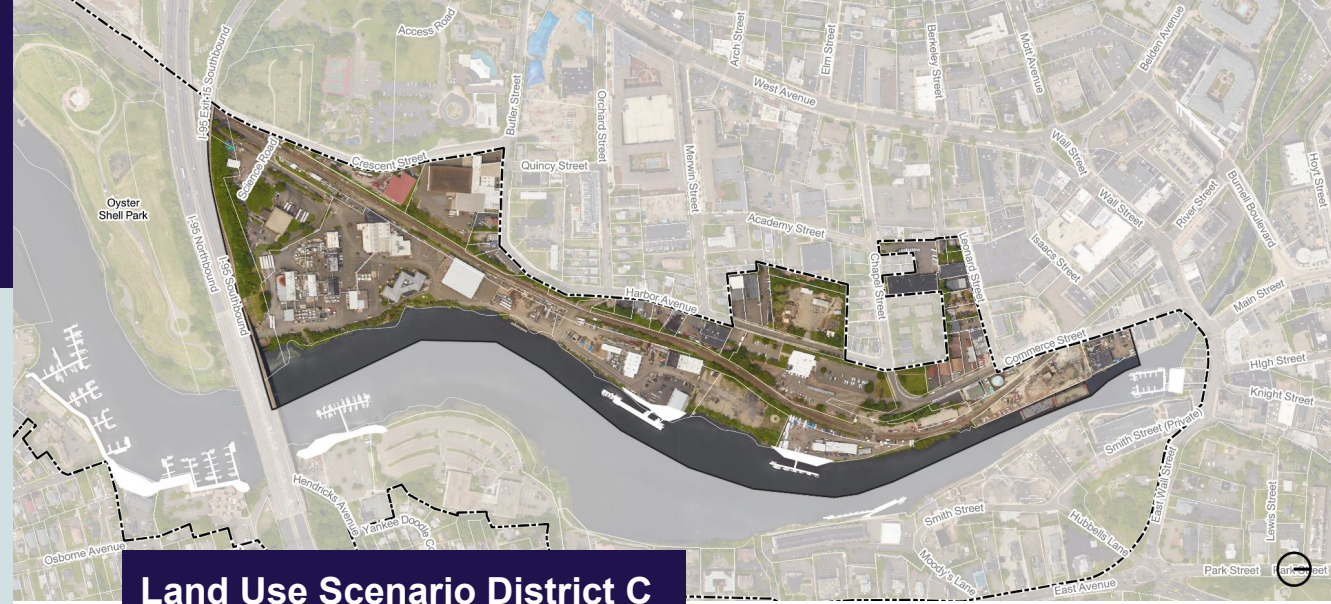 Access Road
Butler Street
Arch Street
Elm Street
Berkeley Street
Mott Avenue
Belden Avenue
I-95 Exit 15 Southbound
West Avenue
Orchard Street
Science Road
Crescent Street
Quincy Street
Merwin Street
Wall Street
Wall Street
River Street
Burnell Boulevard
Hoyt Street
Oyster
Shell Park
I-95 Northbound
I-95 Southbound
Academy Street
Chapel Street
Leonard Street
Isaacs Street
Harbor Avenue
Main Street
Commerce Street
High Street
Knight Street
Smith Street (Private)
East Wall Street
Hendricks Avenue
Yankee Doodle
Smith Street
Hubbells Lane
Lewis Street
Osborne Avenue
Moody's Lane
East Avenue
Park Street
Park Street
Land Use Scenario District C